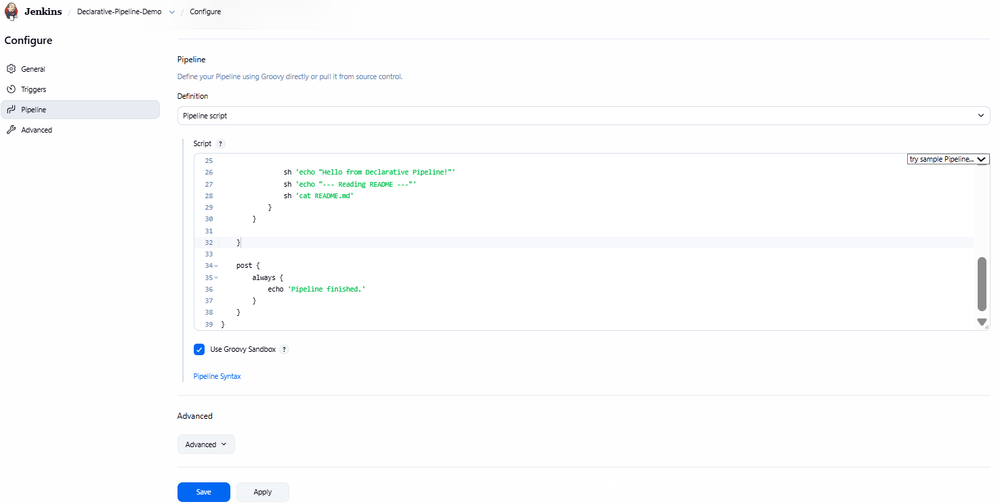 Jenkins / Declarative-Pipeline-Demo / Configure
Configure
General
Triggers
Pipeline
Advanced
Pipeline
Define your Pipeline using Groovy directly or pull it from source control.
Definition
Pipeline script
Script ?
try sample Pipeline...
25
26 sh 'echo "Hello from Declarative Pipeline!"'
27 sh 'echo "--- Reading README ---"'
28 sh 'cat README.md'
29 }
30 }
31
32 }
33
34 post {
35 always {
36 echo 'Pipeline finished.'
37 }
38 }
39 }
Use Groovy Sandbox ?
Pipeline Syntax
Advanced
Advanced
Save Apply